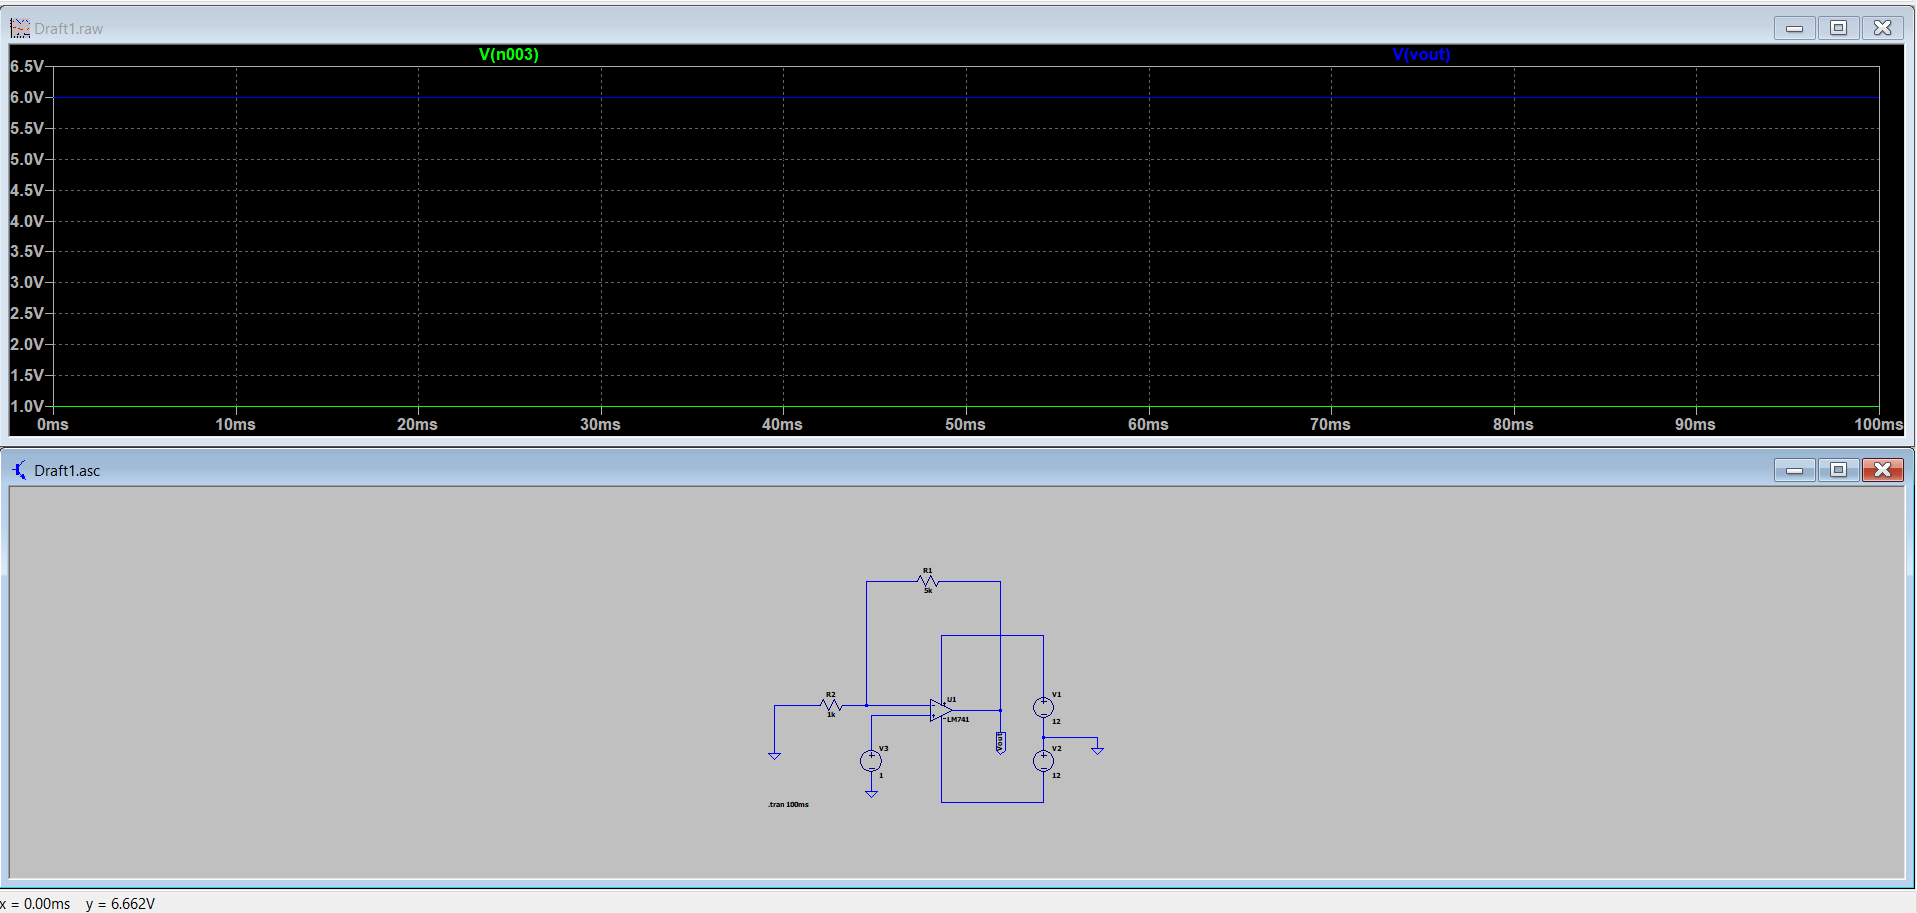 Draft1.raw
V(n003) V(vout)
6.5V
6.0V
5.5V
5.0V
4.5V
4.0V
3.5V
3.0V
2.5V
2.0V
1.5V
1.0V
0ms 10ms 20ms 30ms 40ms 50ms 60ms 70ms 80ms 90ms 100ms
Draft1.asc
R1
5k
R2
1k
U1
LM741
V1
12
Vout
V3
1
V2
12
.tran 100ms
x = 0.00ms y = 6.662V